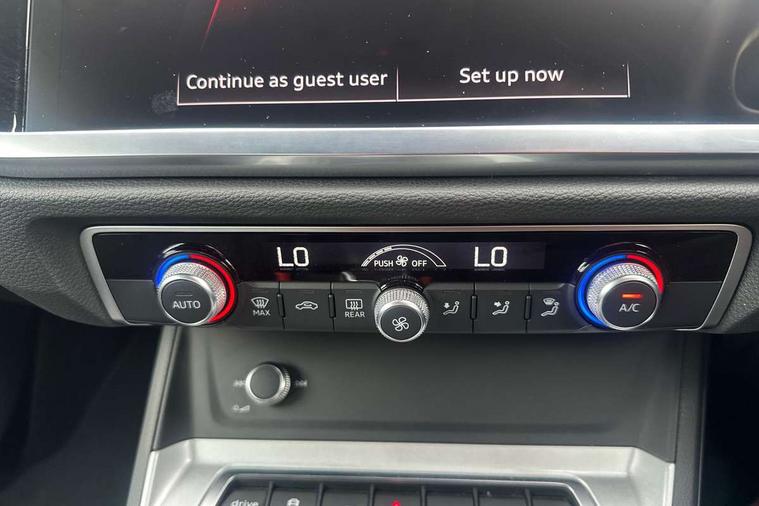 Continue as guest user
Set up now
LO
PUSH OFF
LO
AUTO
MAX
REAR
A/C
drive